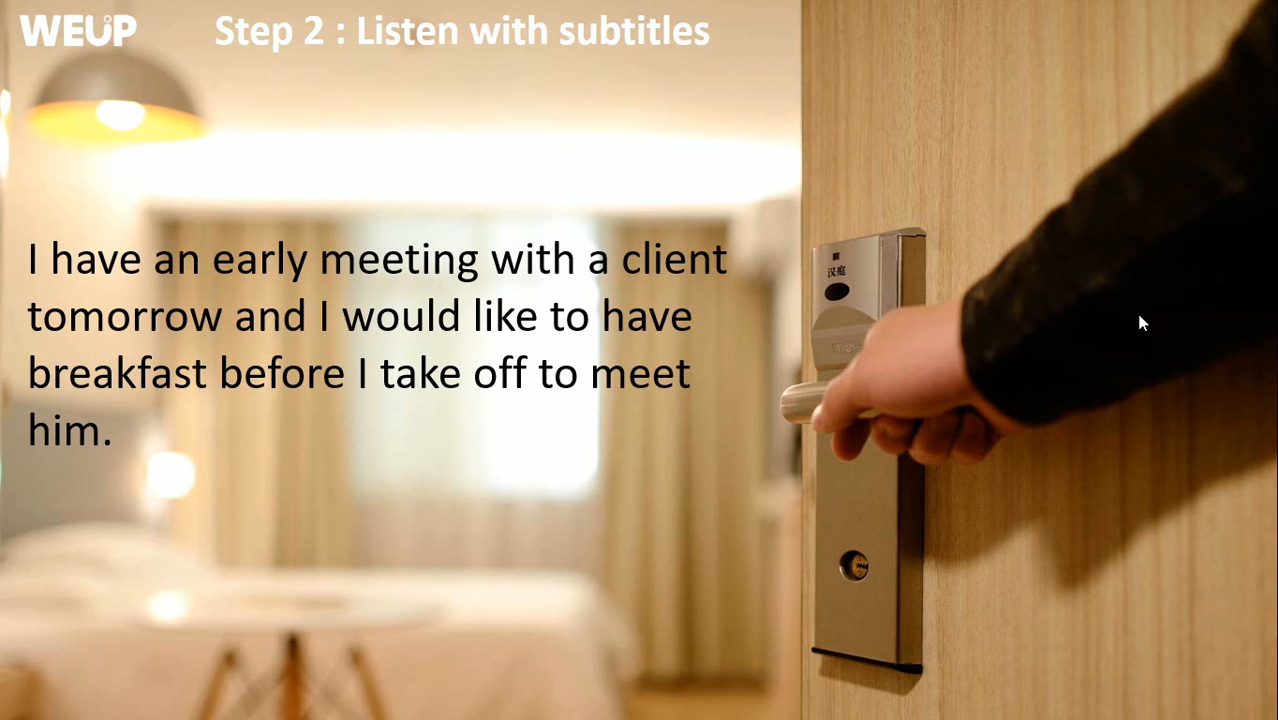 WEUP
Step 2 : Listen with subtitles
I have an early meeting with a client
tomorrow and I would like to have
breakfast before I take off to meet
him.
汉庭